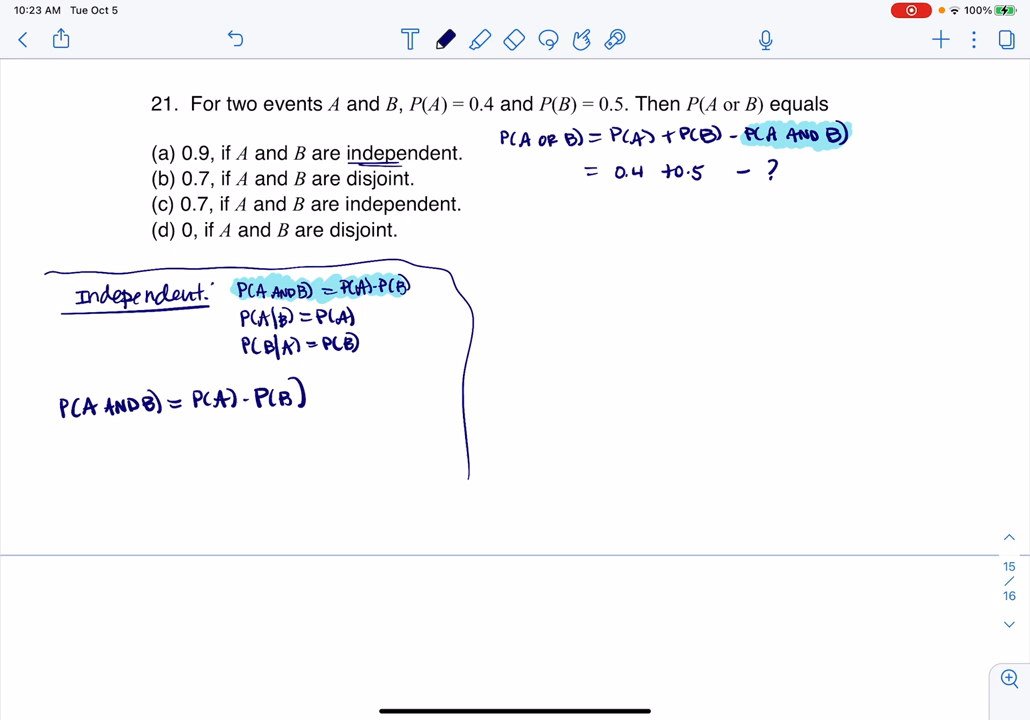 10:23 AM Tue Oct 5
100%
21. For two events A and B, P(A) = 0.4 and P(B) = 0.5. Then P(A or B) equals
P(A OR B) = P(A) + P(B) - P(A AND B)
(a) 0.9, if A and B are independent.
= 0.4 +0.5 - ?
(b) 0.7, if A and B are disjoint.
(c) 0.7, if A and B are independent.
(d) 0, if A and B are disjoint.
Independent: P(A AND B) = P(A)·P(B)
P(A|B) = P(A)
P(B|A) = P(B)
P(A AND B) = P(A) · P(B)
15
/
16